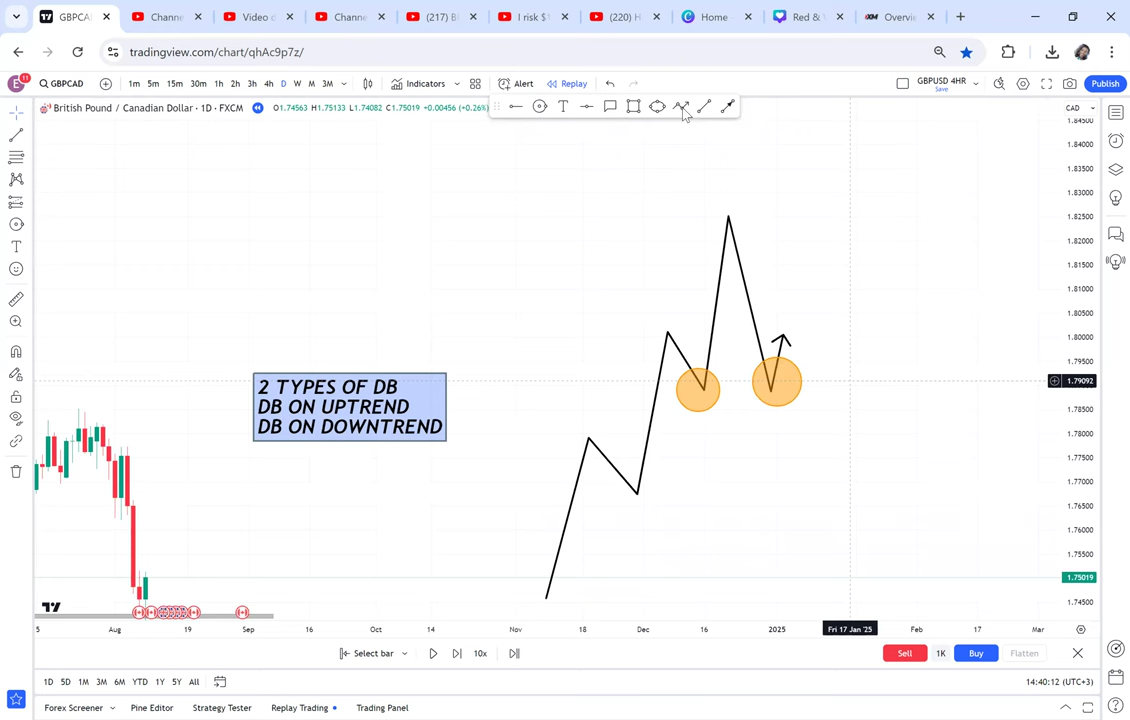 GBPCAD
Channe
Video d
Channe
(217) B
I risk $
(220) H
Home -
Red &
Overvi
tradingview.com/chart/qhAc9p7z/
E
11
GBPCAD
1m 5m 15m 30m 1h 2h 3h 4h D W M 3M
Indicators
Alert
Replay
GBPUSD 4HR
Save
Publish
British Pound / Canadian Dollar · 1D · FXCM
O1.74563 H1.75133 L1.74082 C1.75019 +0.00456 (+0.26%)
CAD
1.84500
1.84000
1.83500
1.83000
1.82500
1.82000
1.81500
1.81000
1.80500
1.80000
1.79500
1.79092
1.78500
1.78000
1.77500
1.77000
1.76500
1.76000
1.75500
1.75019
1.74500
2 TYPES OF DB
DB ON UPTREND
DB ON DOWNTREND
5 Aug 19 Sep 16 Oct 14 Nov 18 Dec 16 2025 Fri 17 Jan '25 Feb 17 Mar
Select bar
10x
Sell 1K Buy Flatten
1D 5D 1M 3M 6M YTD 1Y 5Y All
14:40:12 (UTC+3)
Forex Screener Pine Editor Strategy Tester Replay Trading Trading Panel